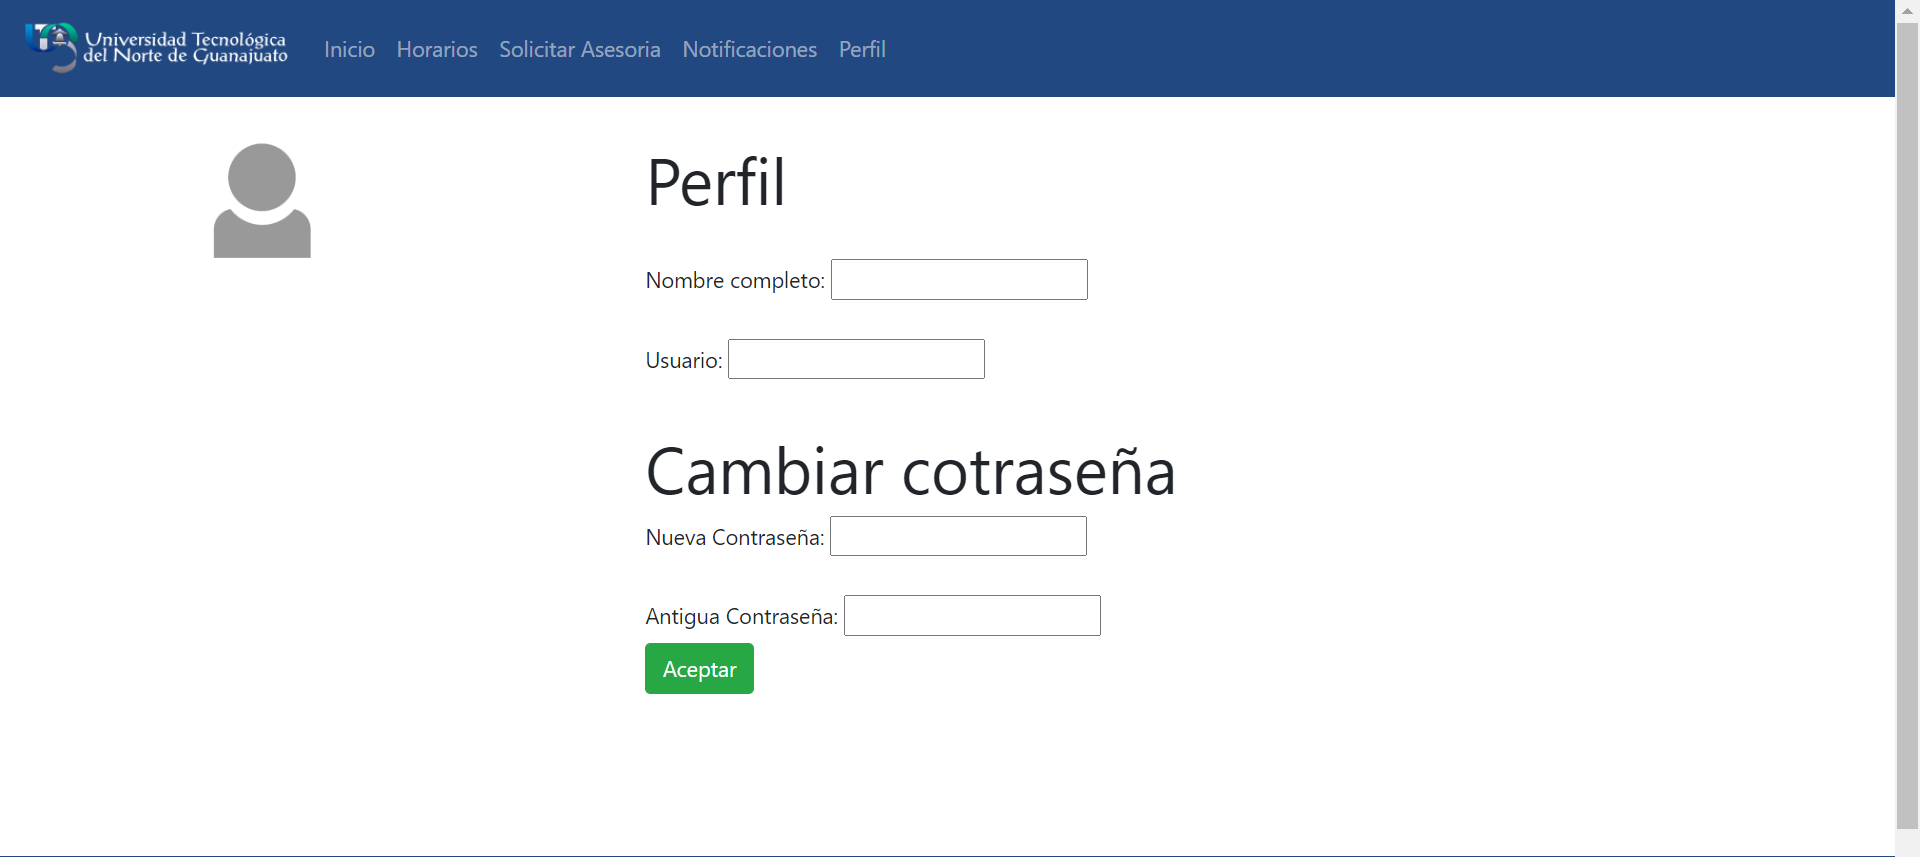 Universidad Tecnológica
del Norte de Guanajuato
Inicio Horarios Solicitar Asesoria Notificaciones Perfil
Perfil
Nombre completo:
Usuario:
Cambiar cotraseña
Nueva Contraseña:
Antigua Contraseña:
Aceptar